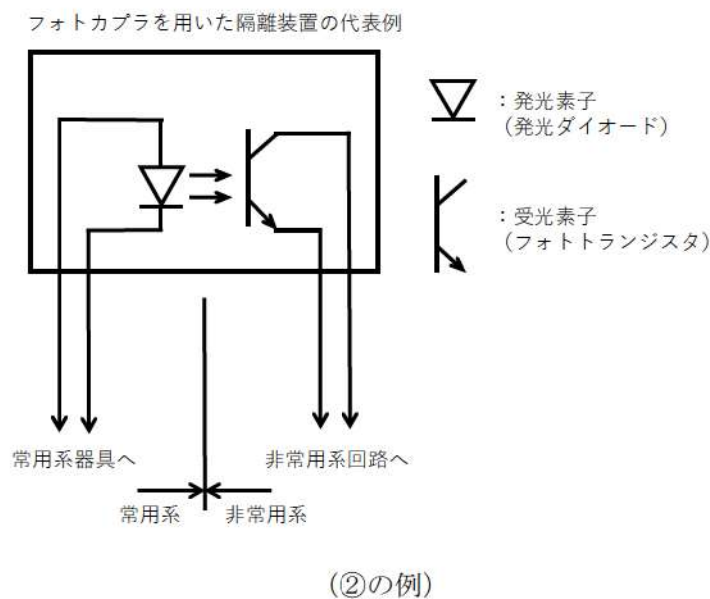 フォトカプラを用いた隔離装置の代表例
：発光素子
（発光ダイオード）
：受光素子
（フォトトランジスタ）
常用系器具へ
非常用系回路へ
常用系
非常用系
（②の例）